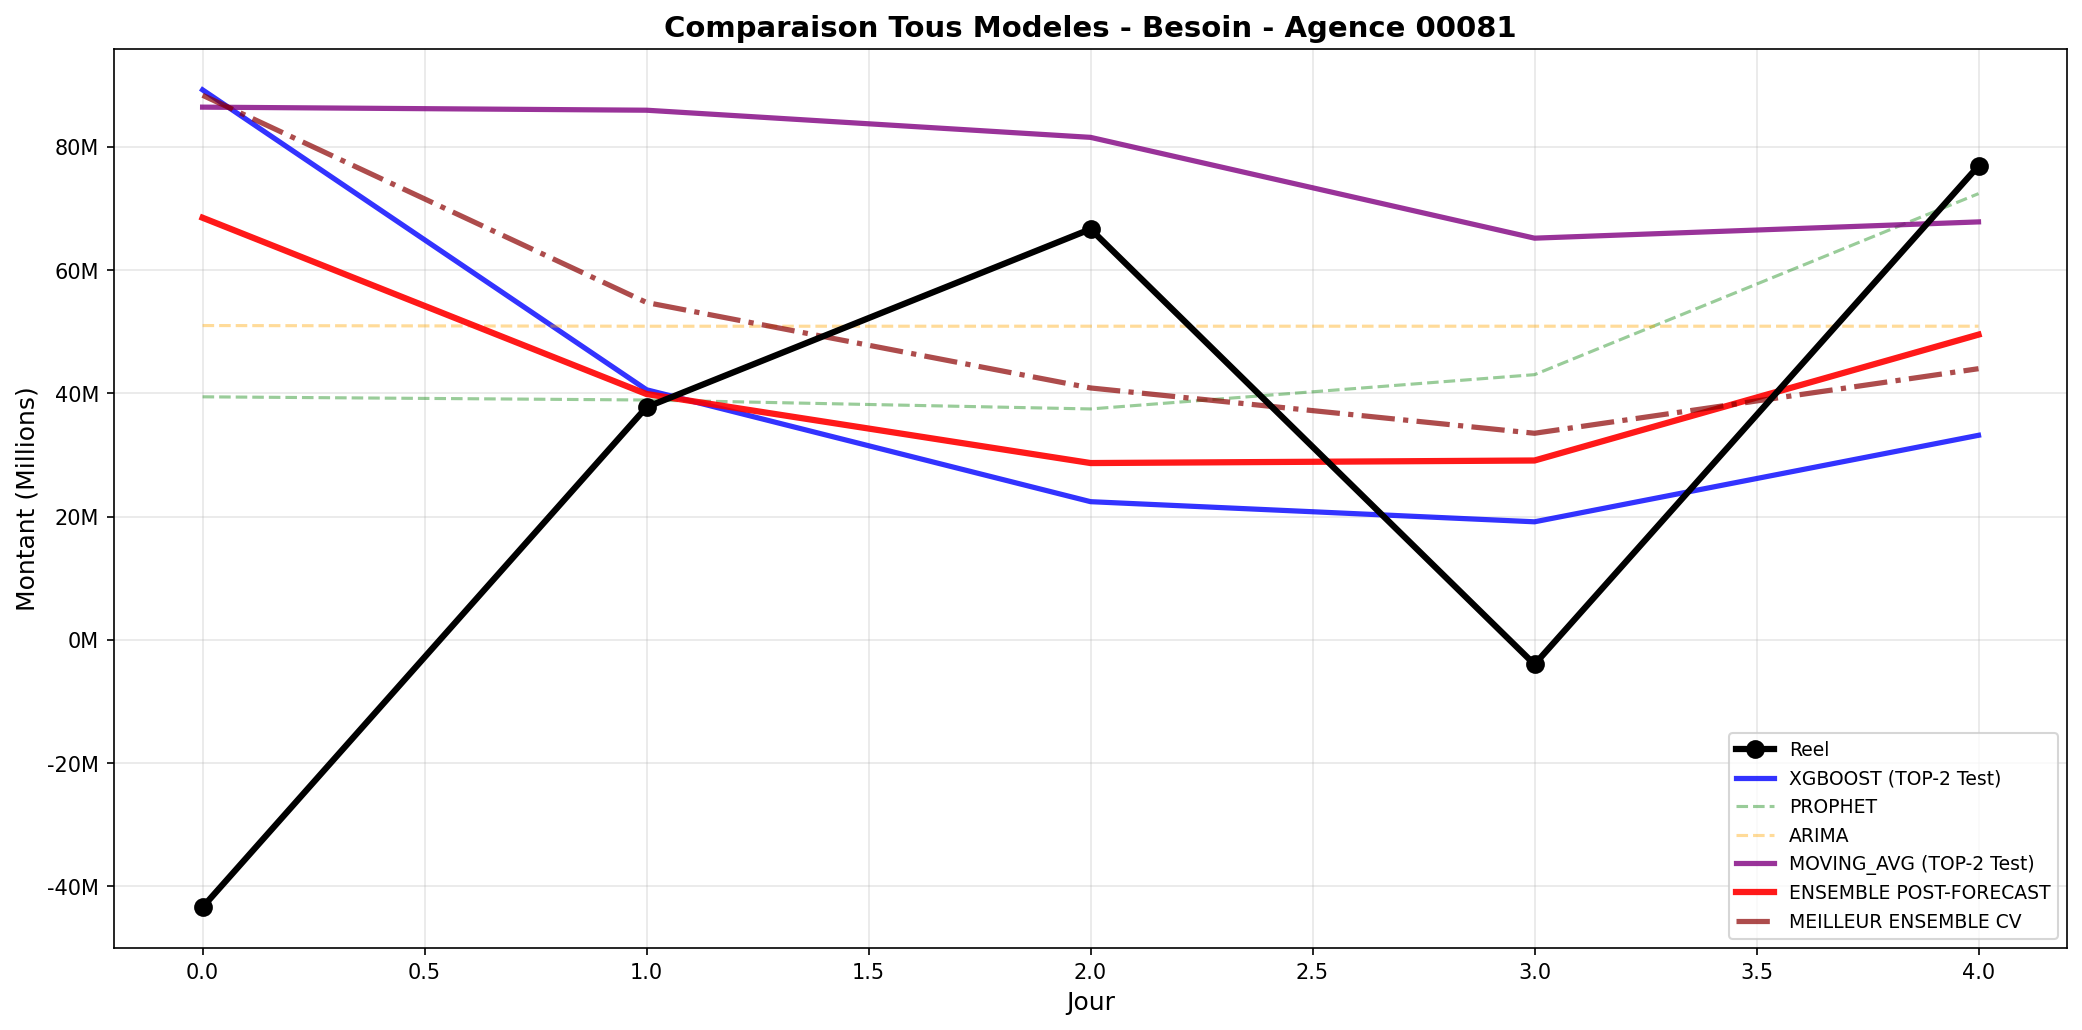 Comparaison Tous Modeles - Besoin - Agence 00081
Montant (Millions)
80M
60M
40M
20M
0M
-20M
-40M
0.0
0.5
1.0
1.5
2.0
2.5
3.0
3.5
4.0
Jour
Reel
XGBOOST (TOP-2 Test)
PROPHET
ARIMA
MOVING_AVG (TOP-2 Test)
ENSEMBLE POST-FORECAST
MEILLEUR ENSEMBLE CV